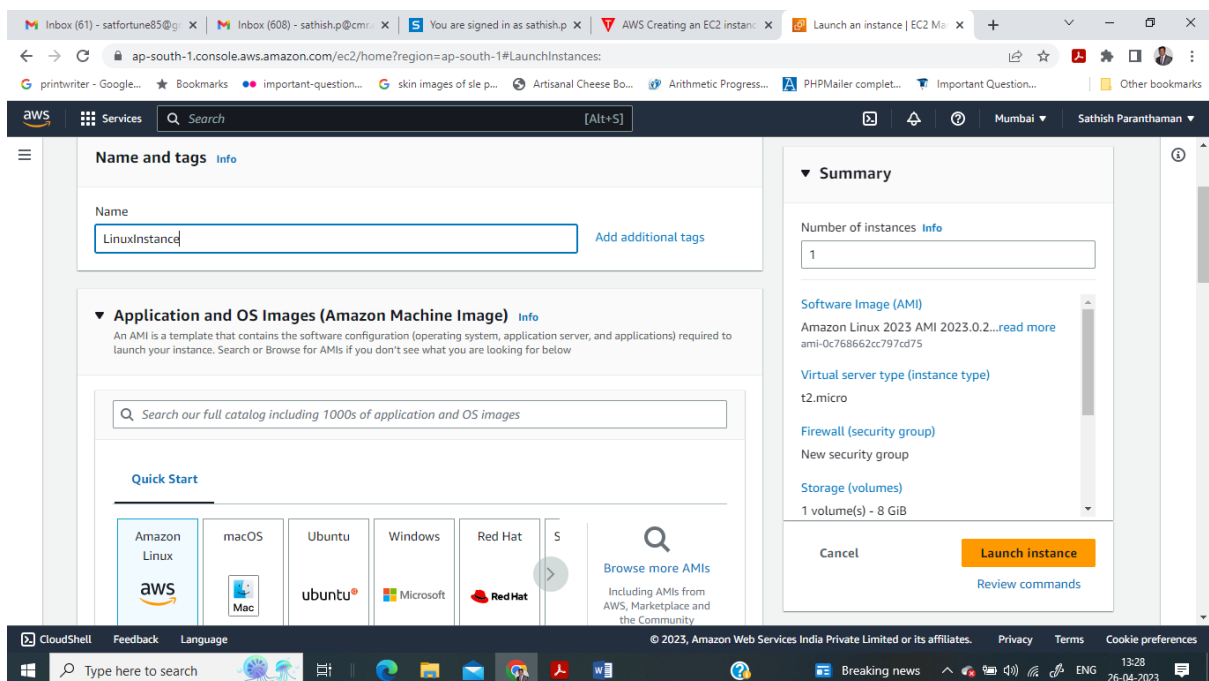 Inbox (61) - satfortune85@g
Inbox (608) - sathish.p@cmr
You are signed in as sathish.p
AWS Creating an EC2 instanc
Launch an instance | EC2 Ma
ap-south-1.console.aws.amazon.com/ec2/home?region=ap-south-1#LaunchInstances:
printwriter - Google...
Bookmarks
important-question...
skin images of sle p...
Artisanal Cheese Bo...
Arithmetic Progress...
PHPMailer complet...
Important Question...
Other bookmarks
aws
Services
Search
[Alt+S]
Mumbai
Sathish Paranthaman
Name and tags Info
Name
LinuxInstance
Add additional tags
Application and OS Images (Amazon Machine Image) Info
An AMI is a template that contains the software configuration (operating system, application server, and applications) required to
launch your instance. Search or Browse for AMIs if you don't see what you are looking for below
Search our full catalog including 1000s of application and OS images
Quick Start
Amazon
Linux
aws
macOS
Mac
Ubuntu
ubuntu
Windows
Microsoft
Red Hat
Red Hat
S
Browse more AMIs
Including AMIs from
AWS, Marketplace and
the Community
Summary
Number of instances Info
1
Software Image (AMI)
Amazon Linux 2023 AMI 2023.0.2...read more
ami-0c768662cc797cd75
Virtual server type (instance type)
t2.micro
Firewall (security group)
New security group
Storage (volumes)
1 volume(s) - 8 GiB
Cancel
Launch instance
Review commands
CloudShell
Feedback
Language
© 2023, Amazon Web Services India Private Limited or its affiliates.
Privacy
Terms
Cookie preferences
Type here to search
Breaking news
ENG
13:28
26-04-2023